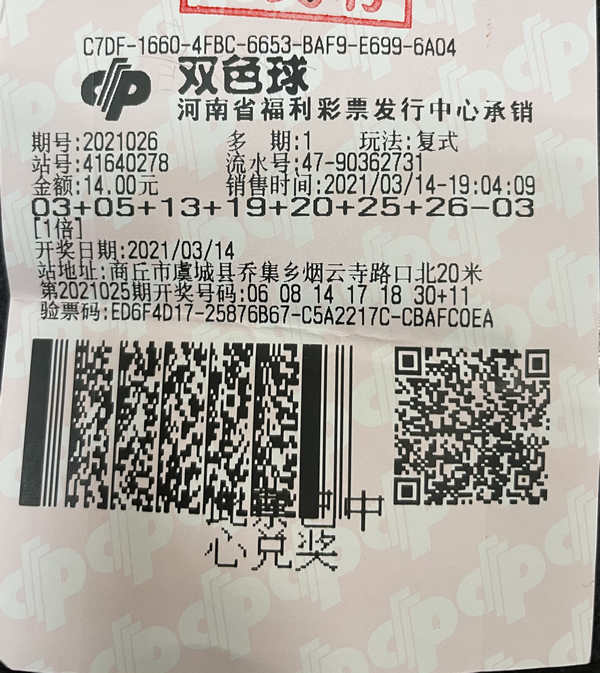 C7DF-1660-4FBC-6653-BAF9-E699-6A04
双色球
河南省福利彩票发行中心承销
期号:2021026 多 期:1 玩法:复式
站号:41640278 流水号:47-90362731
金额:14.00元 销售时间:2021/03/14-19:04:09
03+05+13+19+20+25+26-03
[1倍]
开奖日期:2021/03/14
站地址:商丘市虞城县乔集乡烟云寺路口北20米
第2021025期开奖号码:06 08 14 17 18 30+11
验票码:ED6F4D17-25876B67-C5A2217C-CBAFC0EA
此票已中
心兑奖